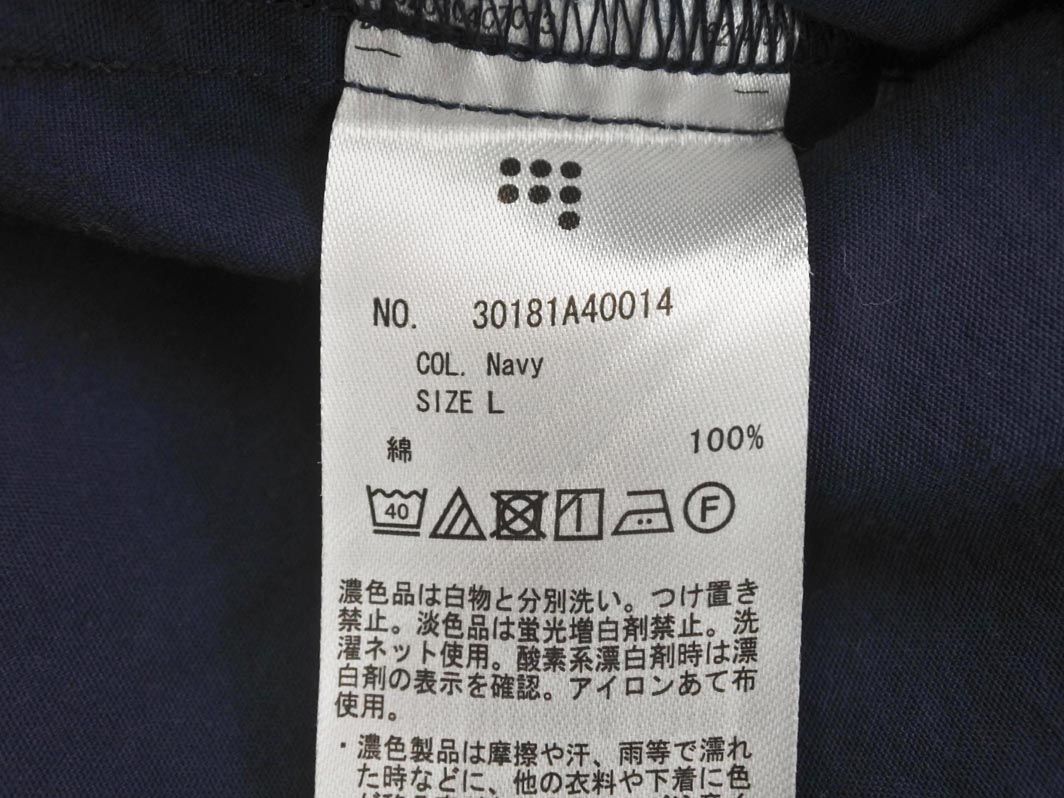 NO. 30181A40014
COL. Navy
SIZE L
綿 100%
40 F
濃色品は白物と分別洗い。つけ置き
禁止。淡色品は蛍光増白剤禁止。洗
濯ネット使用。酸素系漂白剤時は漂
白剤の表示を確認。アイロンあて布
使用。
・濃色製品は摩擦や汗、雨等で濡れ
た時などに、他の衣料や下着に色